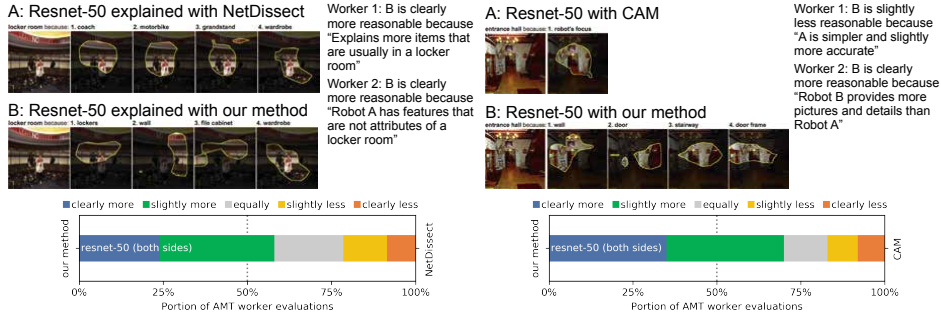 A: Resnet-50 explained with NetDissect
locker room because: 1. coach 2. motorbike 3. grandstand 4. wardrobe
B: Resnet-50 explained with our method
locker room because: 1. lockers 2. wall 3. file cabinet 4. wardrobe
Worker 1: B is clearly
more reasonable because
“Explains more items that
are usually in a locker
room”
Worker 2: B is clearly
more reasonable because
“Robot A has features that
are not attributes of a
locker room”
clearly more slightly more equally slightly less clearly less
our method
resnet-50 (both sides)
NetDissect
0% 25% 50% 75% 100%
Portion of AMT worker evaluations
A: Resnet-50 with CAM
entrance hall because: 1. robot's focus
B: Resnet-50 with our method
entrance hall because: 1. wall 2. door 3. stairway 4. door frame
Worker 1: B is slightly
less reasonable because
“A is simpler and slightly
more accurate”
Worker 2: B is clearly
more reasonable because
“Robot B provides more
pictures and details than
Robot A”
clearly more slightly more equally slightly less clearly less
our method
resnet-50 (both sides)
CAM
0% 25% 50% 75% 100%
Portion of AMT worker evaluations